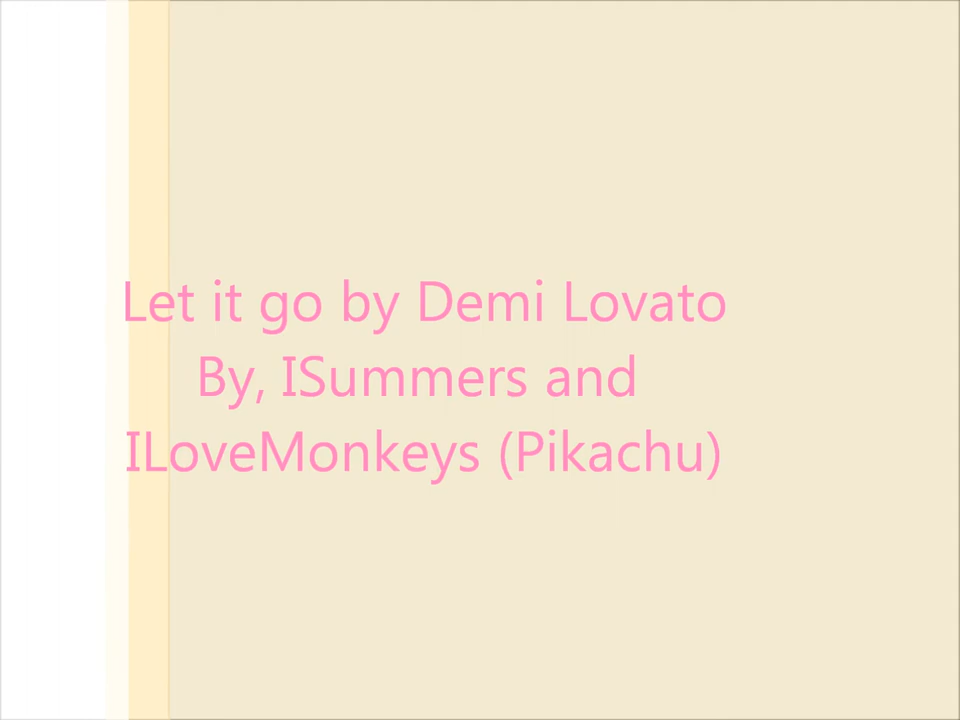 Let it go by Demi Lovato
By, ISummers and
ILoveMonkeys (Pikachu)